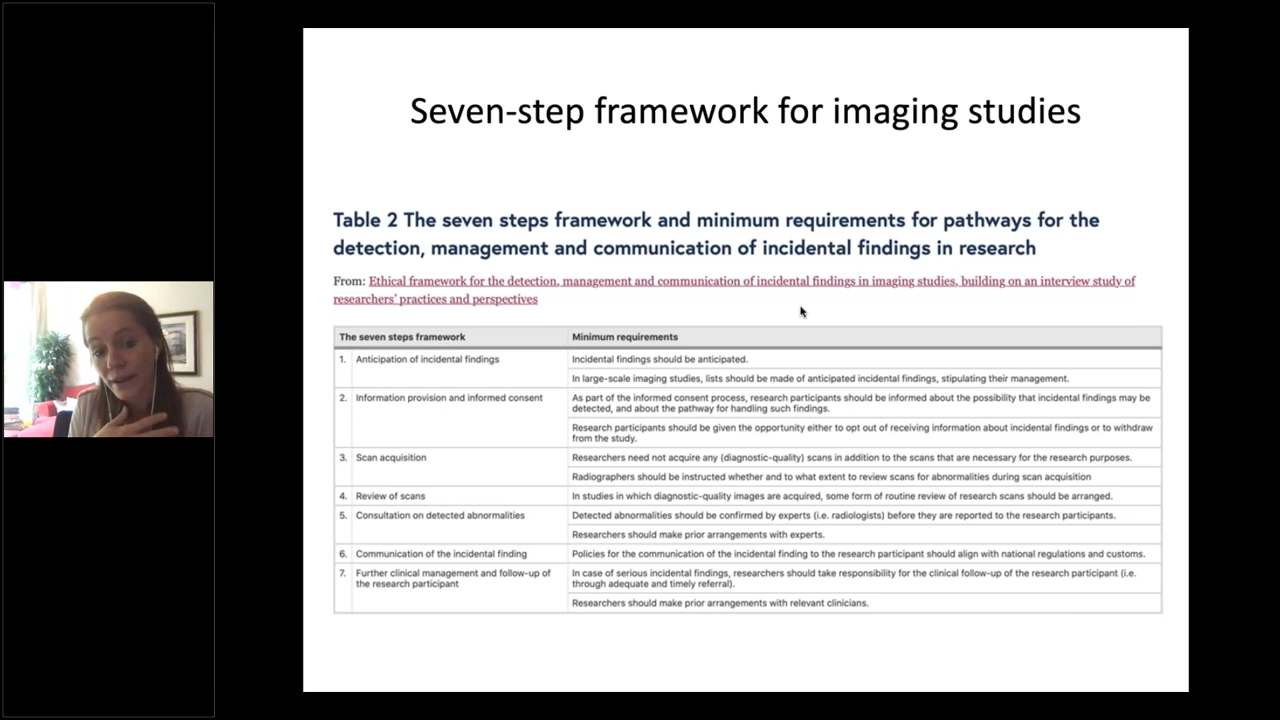 Seven-step framework for imaging studies
Table 2 The seven steps framework and minimum requirements for pathways for the
detection, management and communication of incidental findings in research
From: Ethical framework for the detection, management and communication of incidental findings in imaging studies, building on an interview study of
researchers' practices and perspectives
The seven steps framework Minimum requirements
1. Anticipation of incidental findings Incidental findings should be anticipated.
In large-scale imaging studies, lists should be made of anticipated incidental findings, stipulating their management.
2. Information provision and informed consent As part of the informed consent process, research participants should be informed about the possibility that incidental findings may be
detected, and about the pathway for handling such findings.
Research participants should be given the opportunity either to opt out of receiving information about incidental findings or to withdraw
from the study.
3. Scan acquisition Researchers need not acquire any (diagnostic-quality) scans in addition to the scans that are necessary for the research purposes.
Radiographers should be instructed whether and to what extent to review scans for abnormalities during scan acquisition
4. Review of scans In studies in which diagnostic-quality images are acquired, some form of routine review of research scans should be arranged.
5. Consultation on detected abnormalities Detected abnormalities should be confirmed by experts (i.e. radiologists) before they are reported to the research participants.
Researchers should make prior arrangements with experts.
6. Communication of the incidental finding Policies for the communication of the incidental finding to the research participant should align with national regulations and customs.
7. Further clinical management and follow-up of In case of serious incidental findings, researchers should take responsibility for the clinical follow-up of the research participant (i.e.
the research participant through adequate and timely referral).
Researchers should make prior arrangements with relevant clinicians.